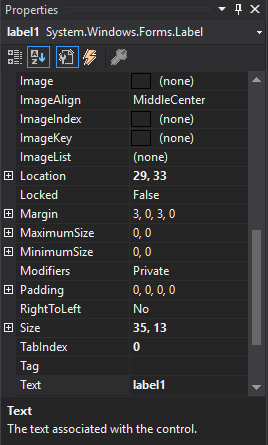 Properties
label1 System.Windows.Forms.Label
Image (none)
ImageAlign MiddleCenter
ImageIndex (none)
ImageKey (none)
ImageList (none)
Location 29, 33
Locked False
Margin 3, 0, 3, 0
MaximumSize 0, 0
MinimumSize 0, 0
Modifiers Private
Padding 0, 0, 0, 0
RightToLeft No
Size 35, 13
TabIndex 0
Tag
Text label1
Text
The text associated with the control.